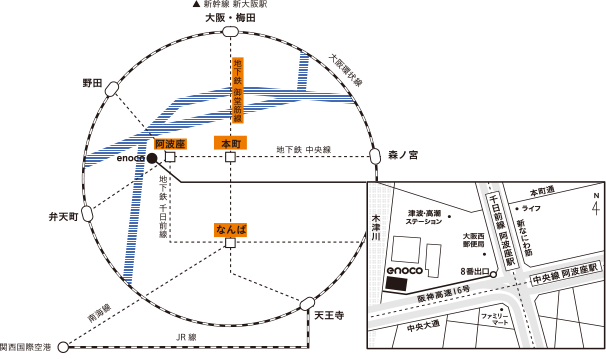 ▲ 新幹線 新大阪駅
大阪・梅田
大阪環状線
地下鉄 御堂筋線
野田
阿波座
本町
地下鉄 中央線
森ノ宮
enoco
地下鉄 千日前線
弁天町
なんば
南海線
天王寺
JR線
関西国際空港
木津川
津波・高潮
ステーション
千日前線 阿波座駅
本町通
N
ライフ
新なにわ筋
大阪西
郵便局
enoco
8番出口
中央線 阿波座駅
阪神高速16号
中央大通
ファミリー
マート